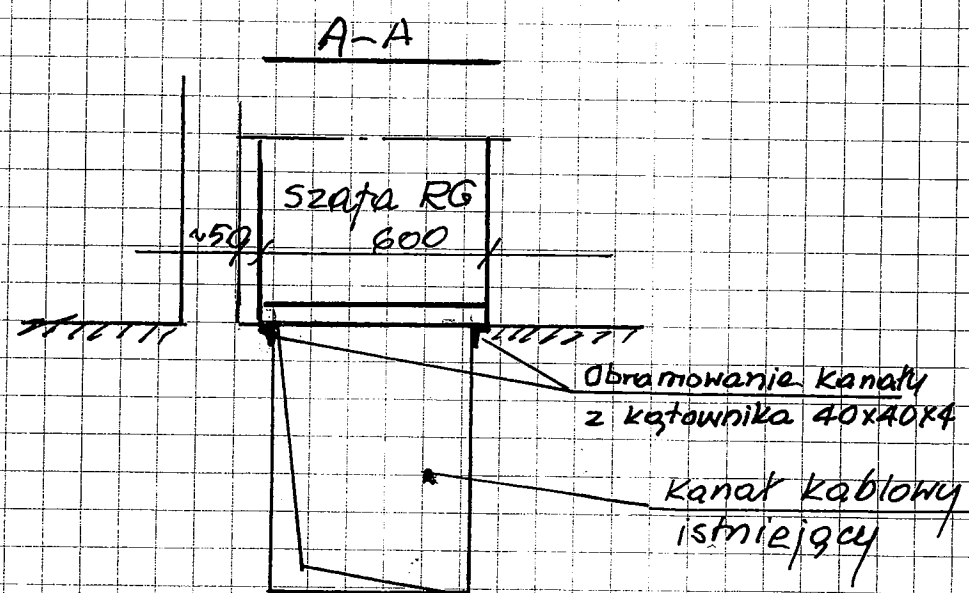 A-A
szafa RG
~50
600
Obramowanie kanału
z kątownika 40x40x4
kanał kablowy
istniejący